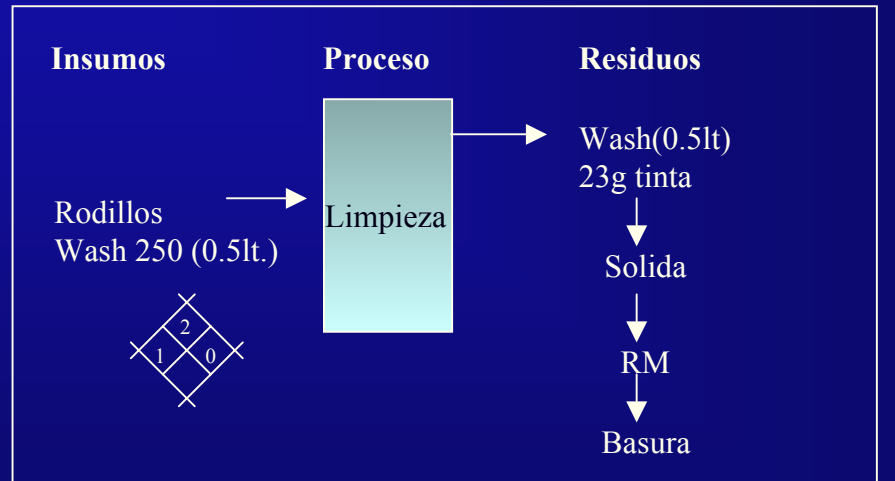 Insumos
Proceso
Residuos
Rodillos
Wash 250 (0.5lt.)
2
1
0
Limpieza
Wash(0.5lt)
23g tinta
Solida
RM
Basura